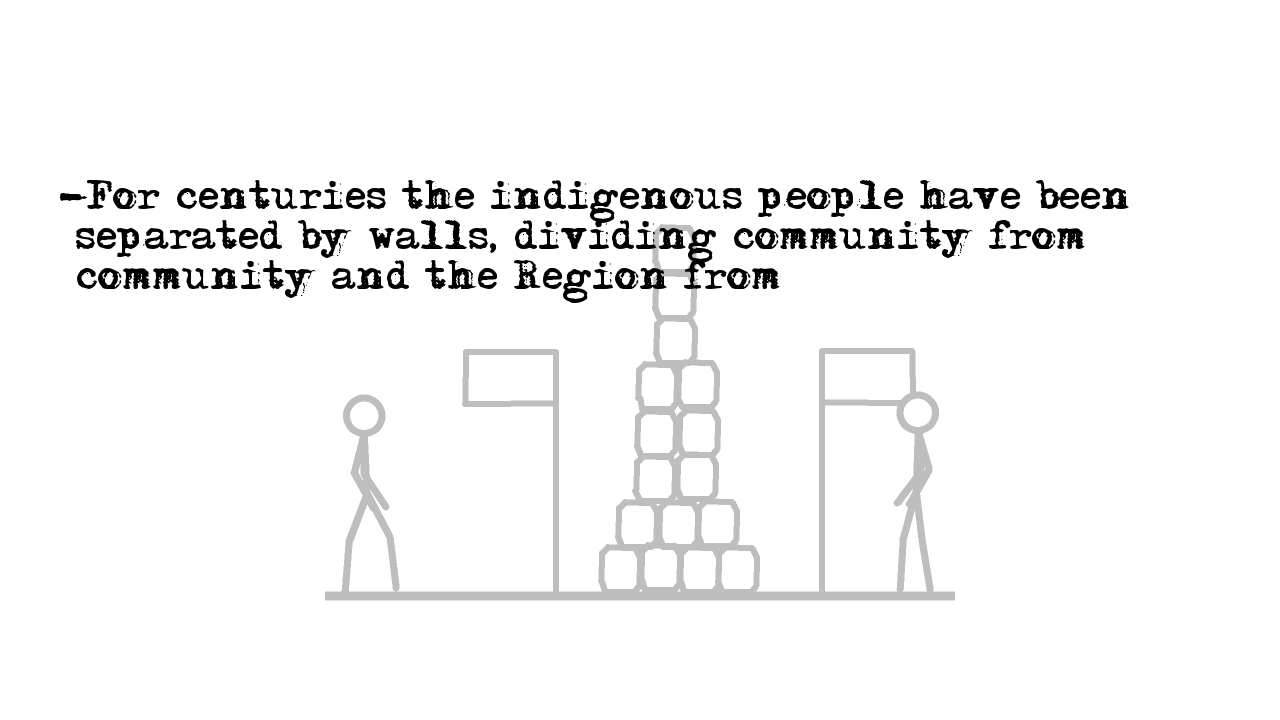 -For centuries the indigenous people have been
separated by walls, dividing community from
community and the Region from